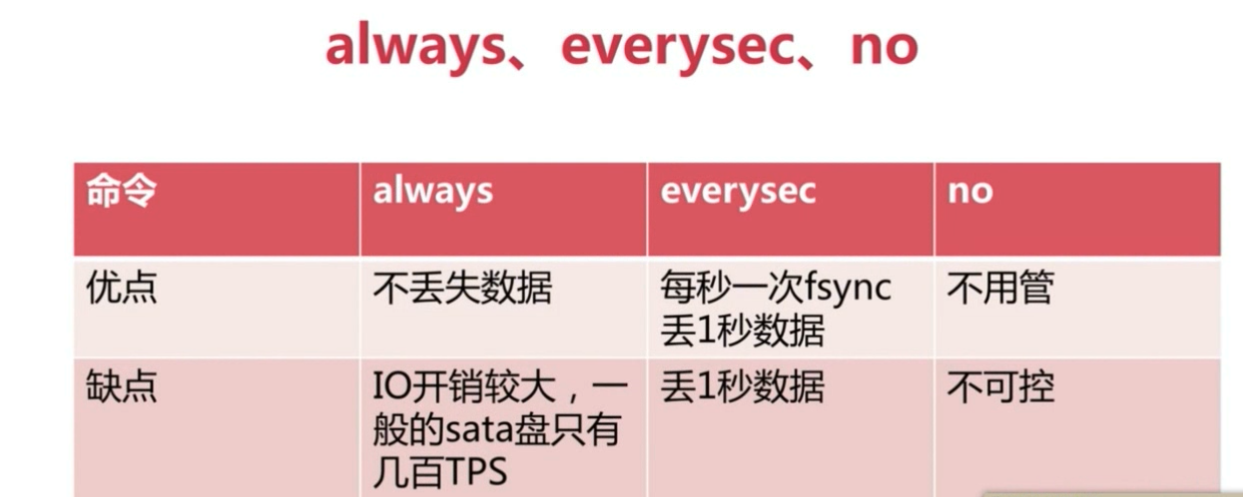 always、everysec、no
命令
always
everysec
no
优点
不丢失数据
每秒一次fsync
丢1秒数据
不用管
缺点
IO开销较大，一
般的sata盘只有
几百TPS
丢1秒数据
不可控